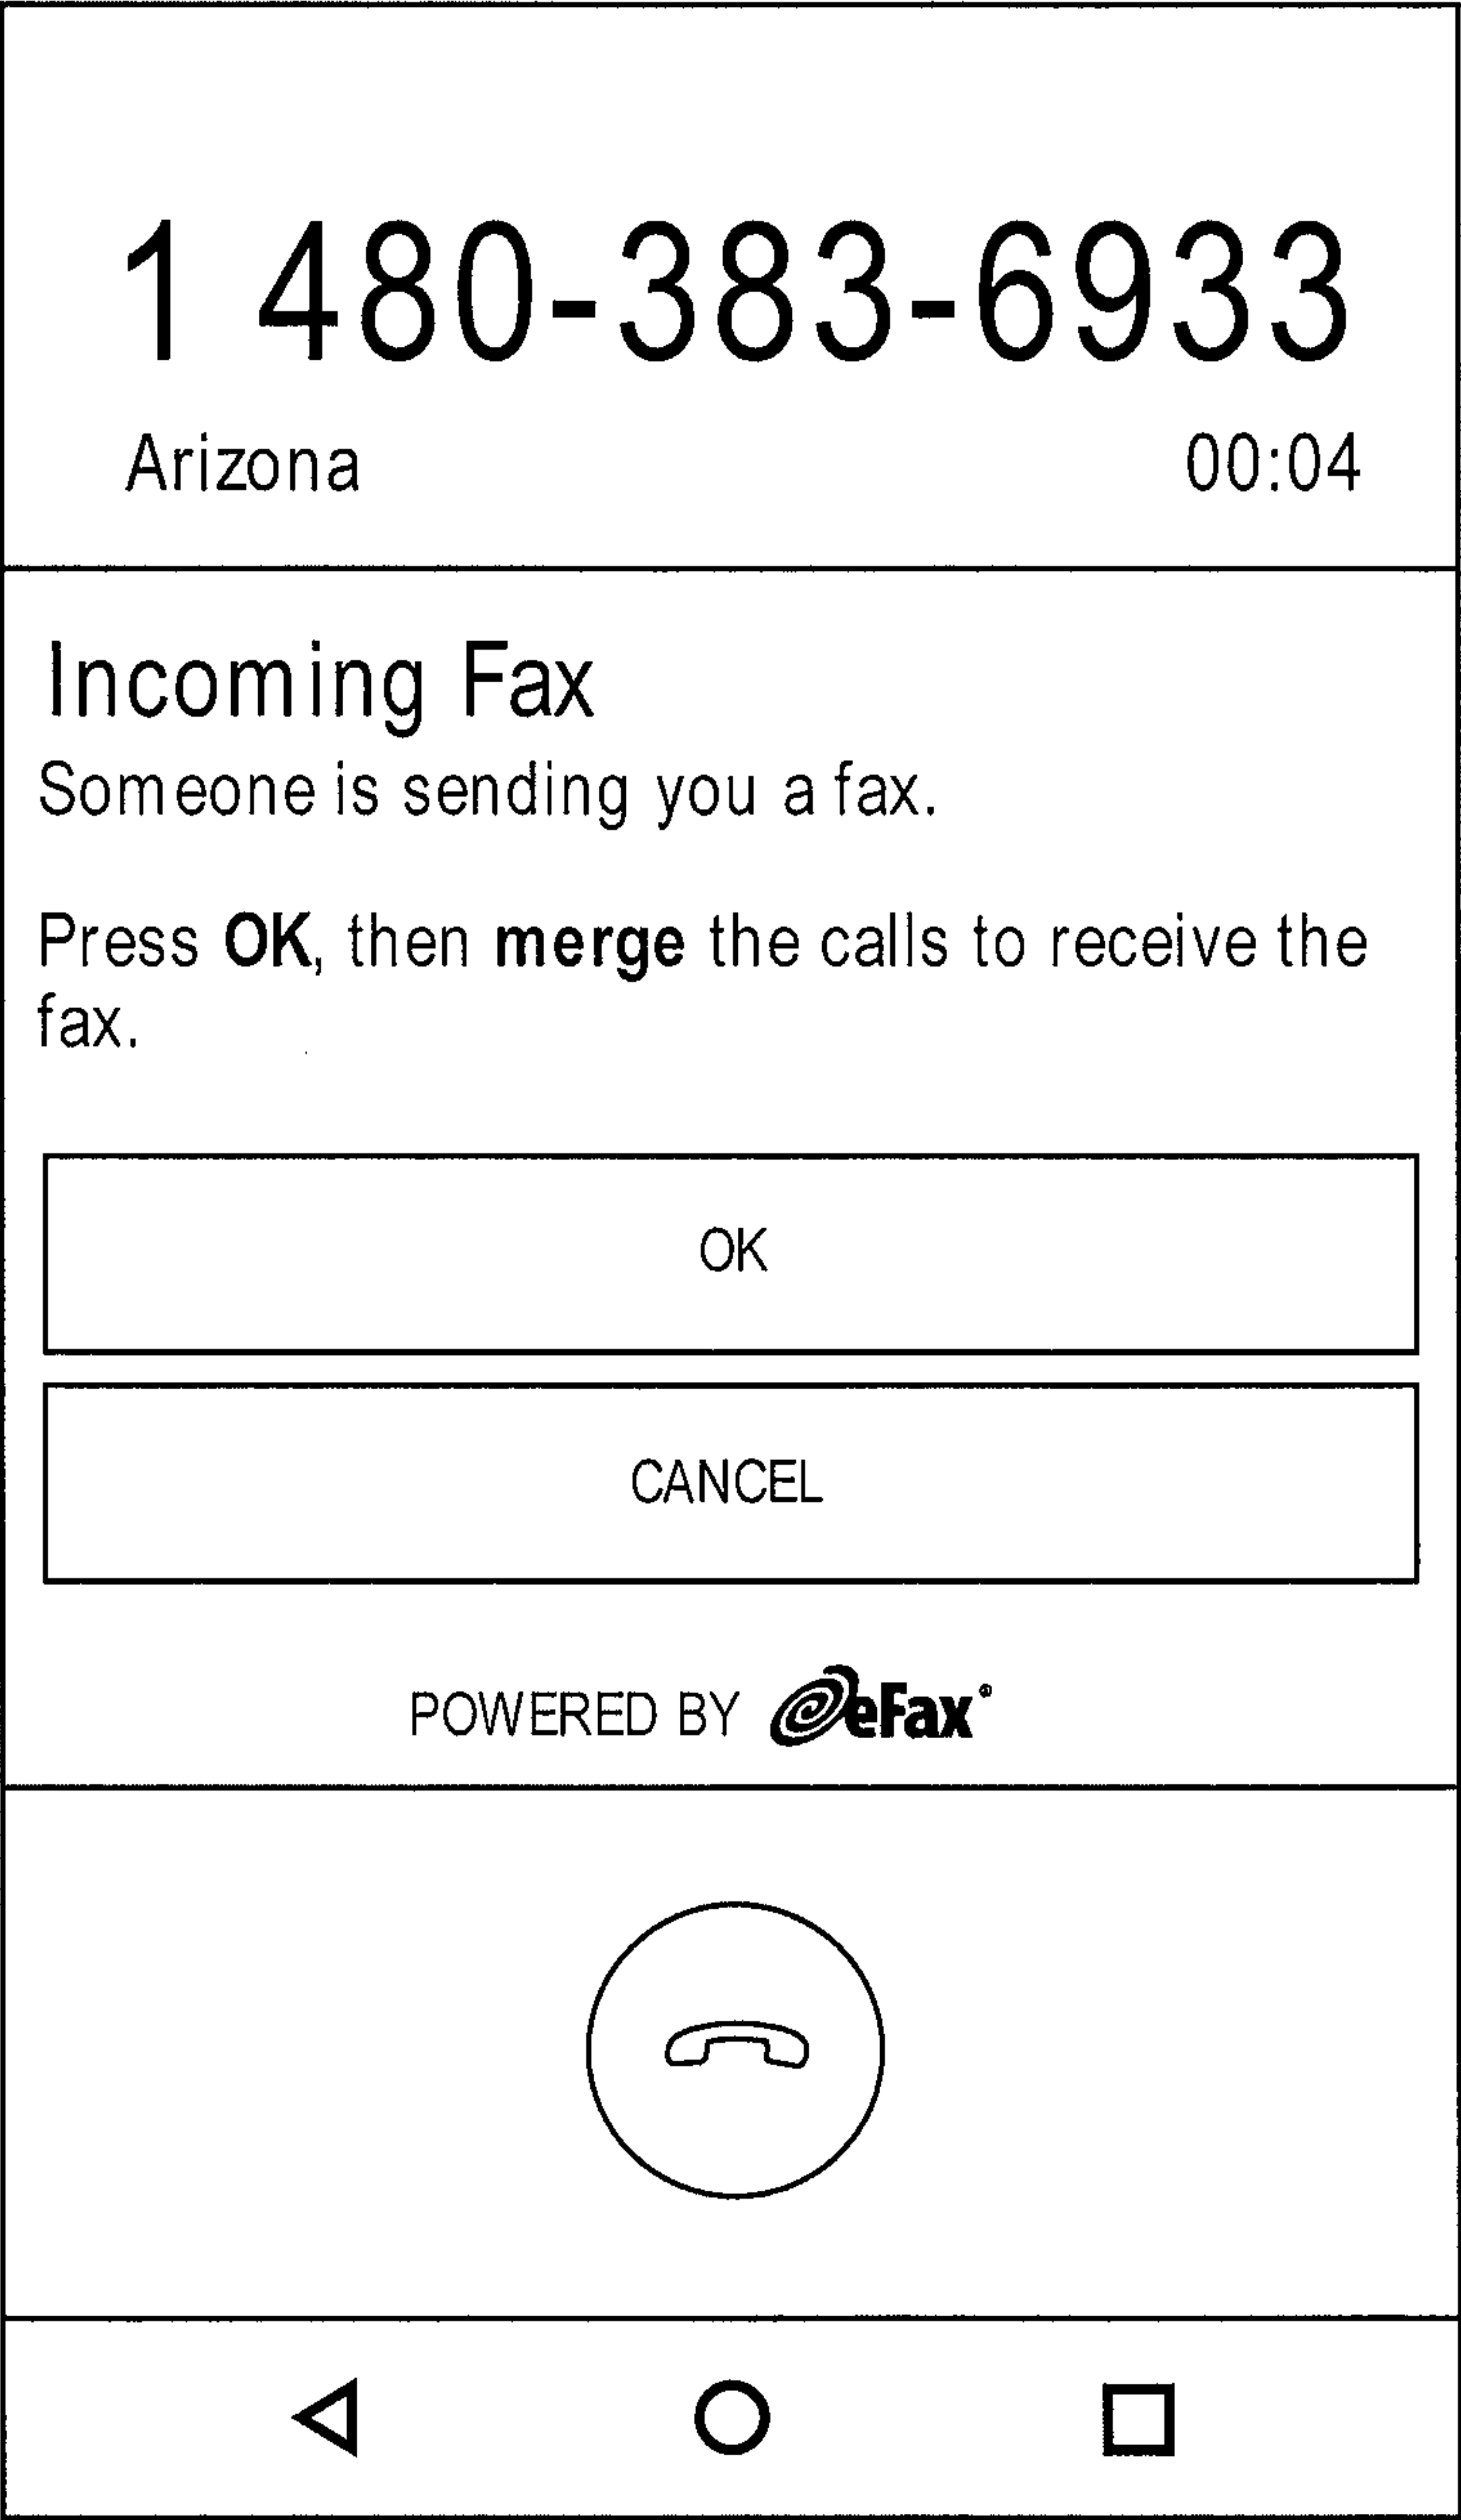 1 480-383-6933
Arizona 00:04
Incoming Fax
Someone is sending you a fax.
Press OK, then merge the calls to receive the
fax.
OK
CANCEL
POWERED BY eFax®